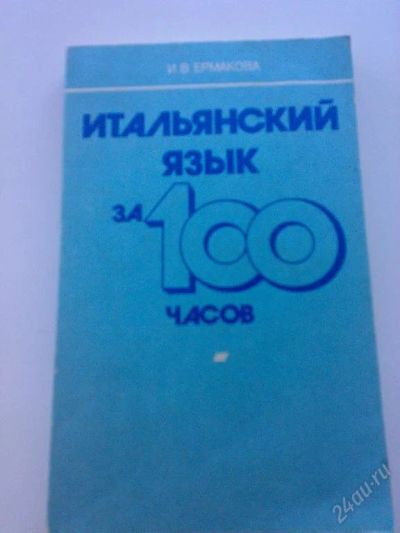 И.В ЕРМАКОВА
ИТАЛЬЯНСКИЙ
ЯЗЫК
ЗА 100
ЧАСОВ
24au.ru